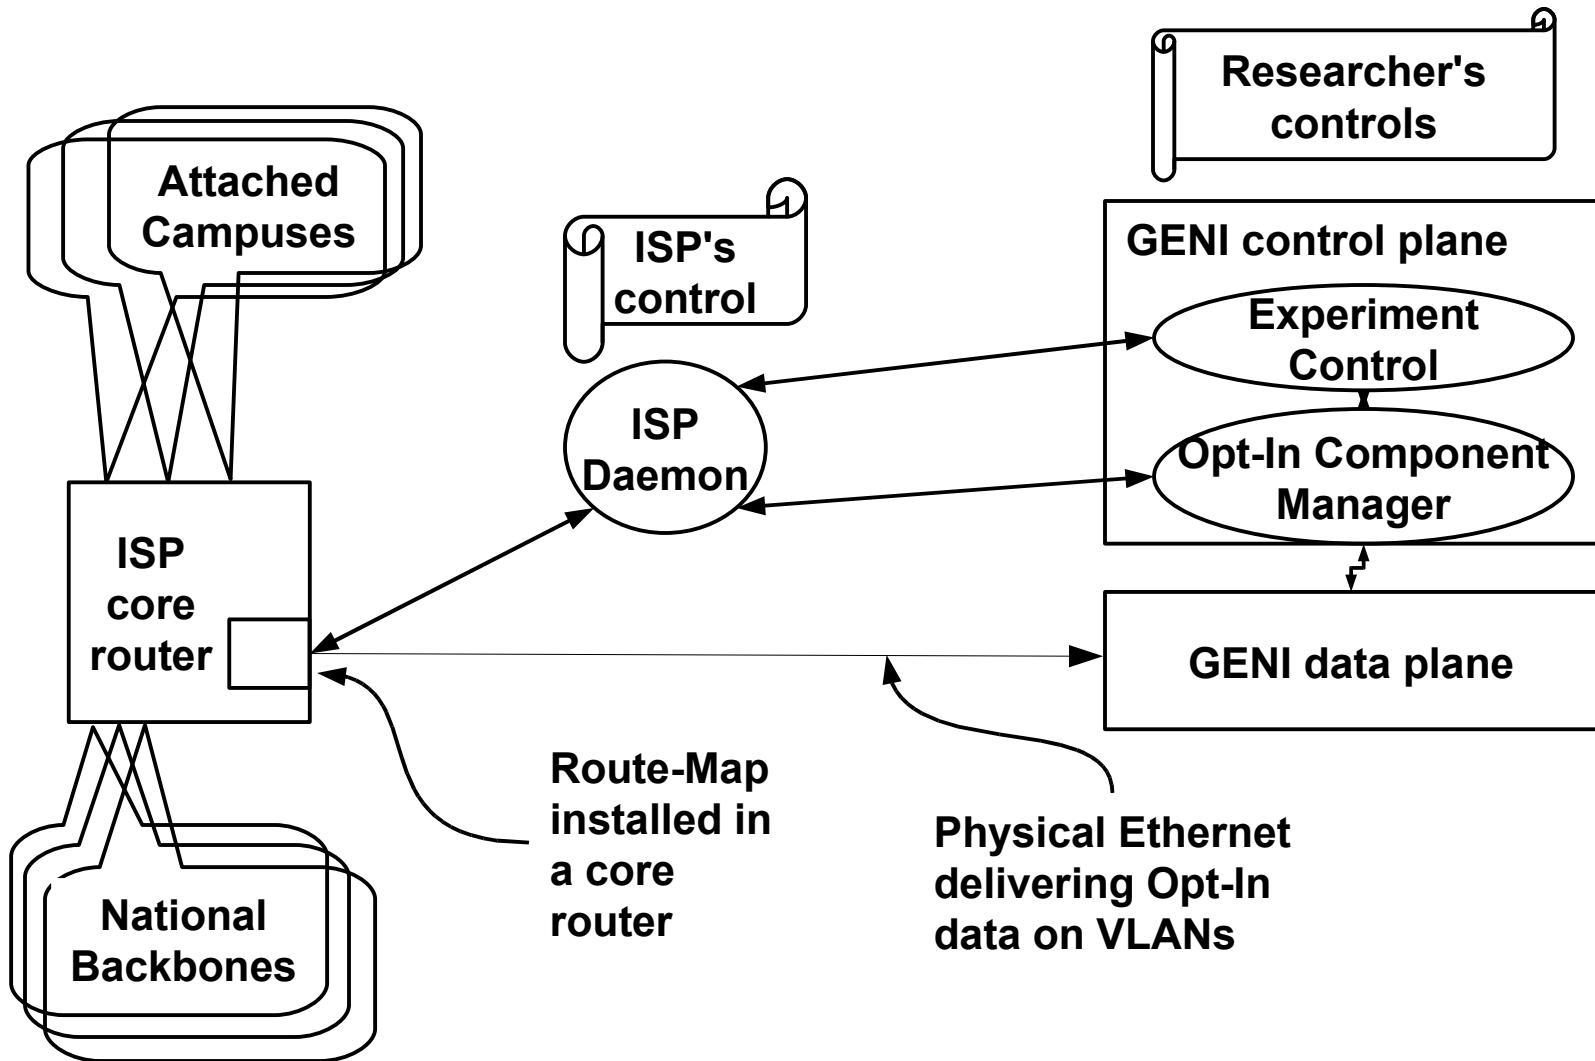 Researcher's
controls
Attached
Campuses
ISP's
control
GENI control plane
Experiment
Control
ISP
Daemon
Opt-In Component
Manager
ISP
core
router
GENI data plane
Route-Map
installed in
a core
router
Physical Ethernet
delivering Opt-In
data on VLANs
National
Backbones